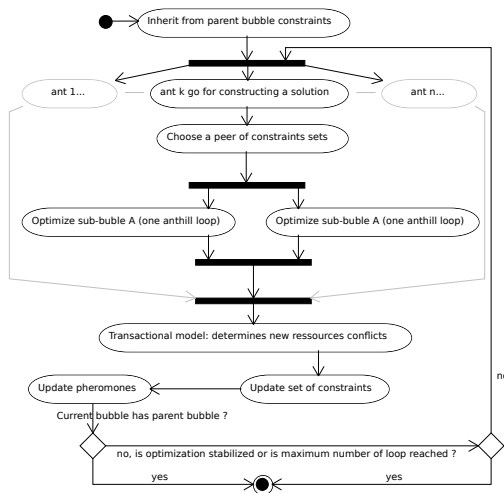 Inherit from parent bubble constraints
ant 1...
ant k go for constructing a solution
ant n...
Choose a peer of constraints sets
Optimize sub-buble A (one anthill loop)
Optimize sub-buble A (one anthill loop)
Transactional model: determines new ressources conflicts
no
Update pheromones
Update set of constraints
Current bubble has parent bubble ?
no, is optimization stabilized or is maximum number of loop reached ?
yes
yes